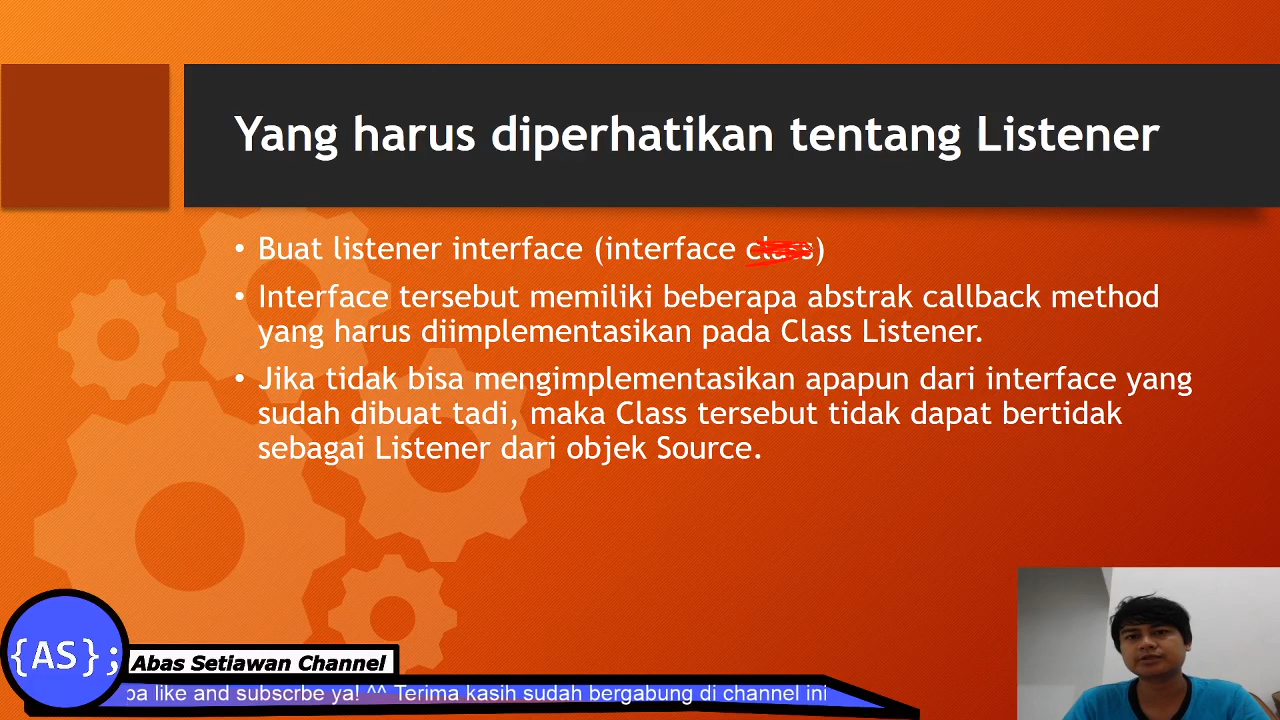 Yang harus diperhatikan tentang Listener
• Buat listener interface (interface class)
• Interface tersebut memiliki beberapa abstrak callback method
yang harus diimplementasikan pada Class Listener.
• Jika tidak bisa mengimplementasikan apapun dari interface yang
sudah dibuat tadi, maka Class tersebut tidak dapat bertidak
sebagai Listener dari objek Source.
{AS};
Abas Setiawan Channel
pa like and subscrbe ya! ^^ Terima kasih sudah bergabung di channel ini